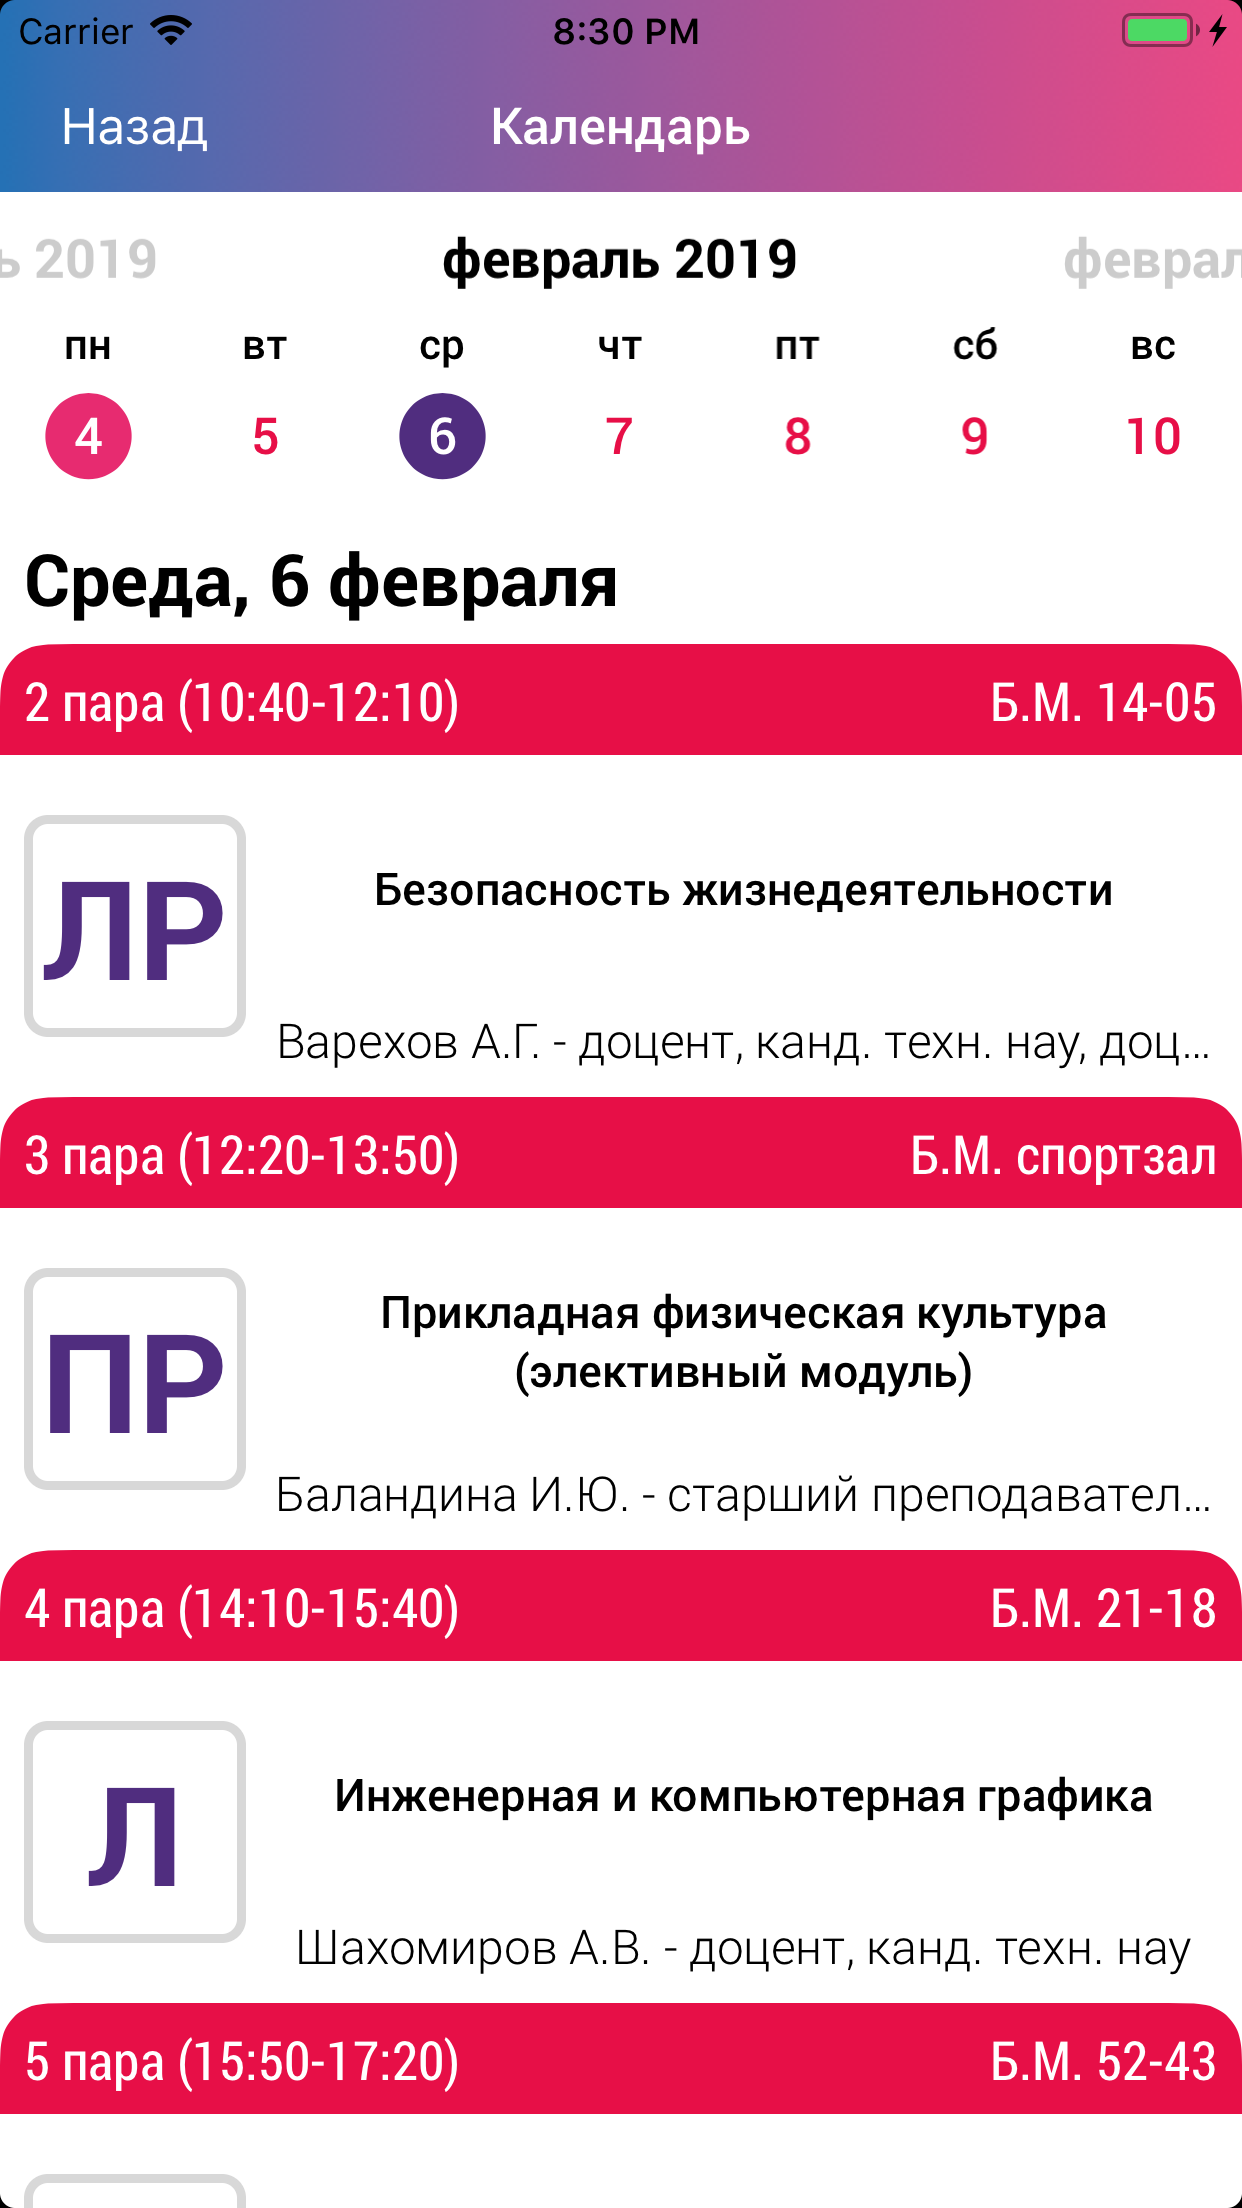 Carrier 8:30 PM
Назад Календарь
ь 2019 февраль 2019 феврал
пн вт ср чт пт сб вс
4 5 6 7 8 9 10
Среда, 6 февраля
2 пара (10:40-12:10) Б.М. 14-05
ЛР
Безопасность жизнедеятельности
Варехов А.Г. - доцент, канд. техн. нау, доц...
3 пара (12:20-13:50) Б.М. спортзал
ПР
Прикладная физическая культура
(элективный модуль)
Баландина И.Ю. - старший преподавател...
4 пара (14:10-15:40) Б.М. 21-18
Л
Инженерная и компьютерная графика
Шахомиров А.В. - доцент, канд. техн. нау
5 пара (15:50-17:20) Б.М. 52-43